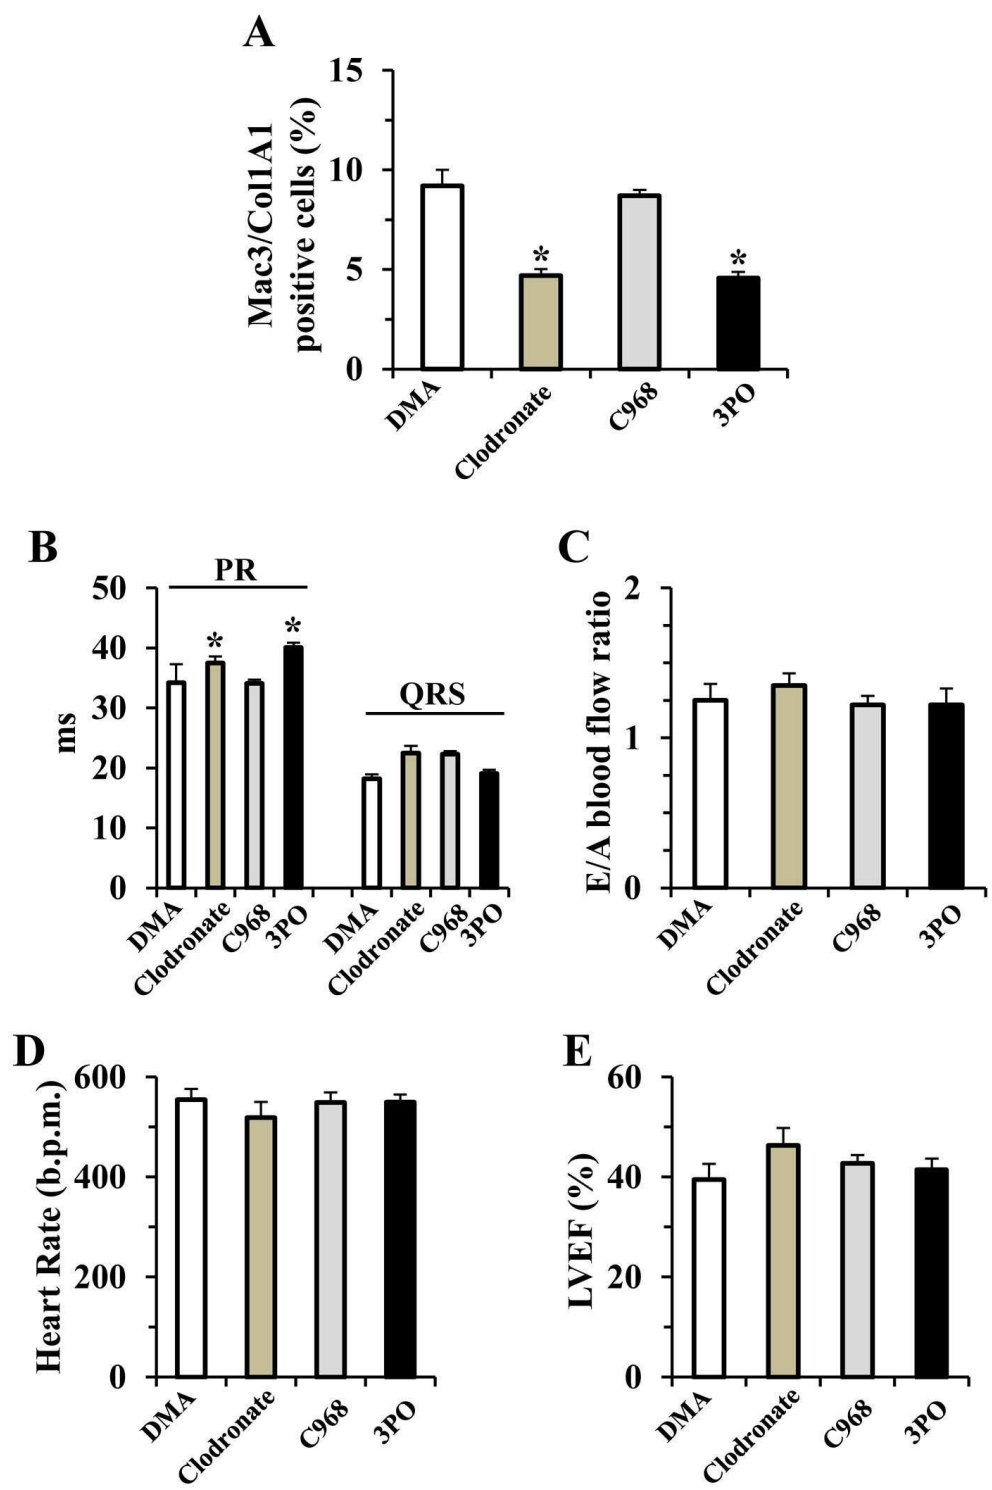 A
Mac3/Col1A1
positive cells (%)
15
10
5
0
*
*
DMA
Clodronate
C968
3PO
B
ms
50
40
30
20
10
0
PR
*
*
QRS
DMA
Clodronate
C968
3PO
DMA
Clodronate
C968
3PO
C
E/A blood flow ratio
2
1
0
DMA
Clodronate
C968
3PO
D
Heart Rate (b.p.m.)
600
400
200
0
DMA
Clodronate
C968
3PO
E
LVEF (%)
60
40
20
0
DMA
Clodronate
C968
3PO